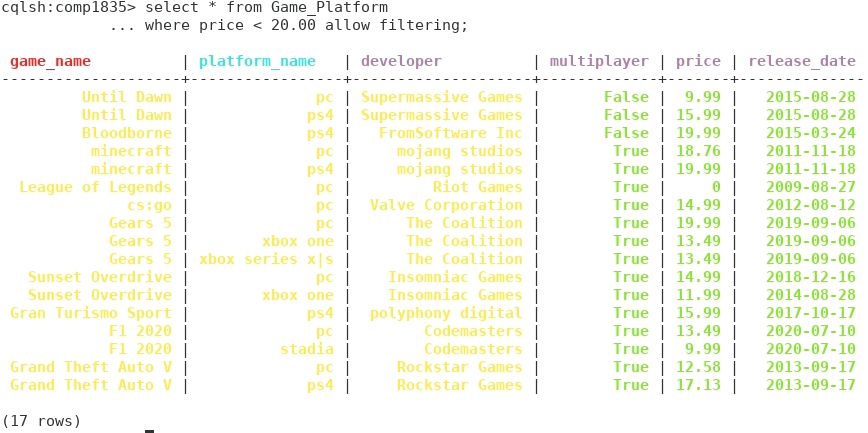 cqlsh:comp1835> select * from Game_Platform
            ... where price < 20.00 allow filtering;

 game_name          | platform_name   | developer         | multiplayer | price | release_date
--------------------+-----------------+--------------------+-------------+-------+--------------
         Until Dawn |              pc | Supermassive Games |       False |  9.99 |   2015-08-28
         Until Dawn |             ps4 | Supermassive Games |       False | 15.99 |   2015-08-28
         Bloodborne |             ps4 |   FromSoftware Inc |       False | 19.99 |   2015-03-24
          minecraft |              pc |     mojang studios |        True | 18.76 |   2011-11-18
          minecraft |             ps4 |     mojang studios |        True | 19.99 |   2011-11-18
  League of Legends |              pc |         Riot Games |        True |     0 |   2009-08-27
              cs:go |              pc |  Valve Corporation |        True | 14.99 |   2012-08-12
            Gears 5 |              pc |      The Coalition |        True | 19.99 |   2019-09-06
            Gears 5 |        xbox one |      The Coalition |        True | 13.49 |   2019-09-06
            Gears 5 | xbox series x|s |      The Coalition |        True | 13.49 |   2019-09-06
   Sunset Overdrive |              pc |    Insomniac Games |        True | 14.99 |   2018-12-16
   Sunset Overdrive |        xbox one |    Insomniac Games |        True | 11.99 |   2014-08-28
 Gran Turismo Sport |             ps4 |  polyphony digital |        True | 15.99 |   2017-10-17
            F1 2020 |              pc |        Codemasters |        True | 13.49 |   2020-07-10
            F1 2020 |          stadia |        Codemasters |        True |  9.99 |   2020-07-10
 Grand Theft Auto V |              pc |     Rockstar Games |        True | 12.58 |   2013-09-17
 Grand Theft Auto V |             ps4 |     Rockstar Games |        True | 17.13 |   2013-09-17

(17 rows)